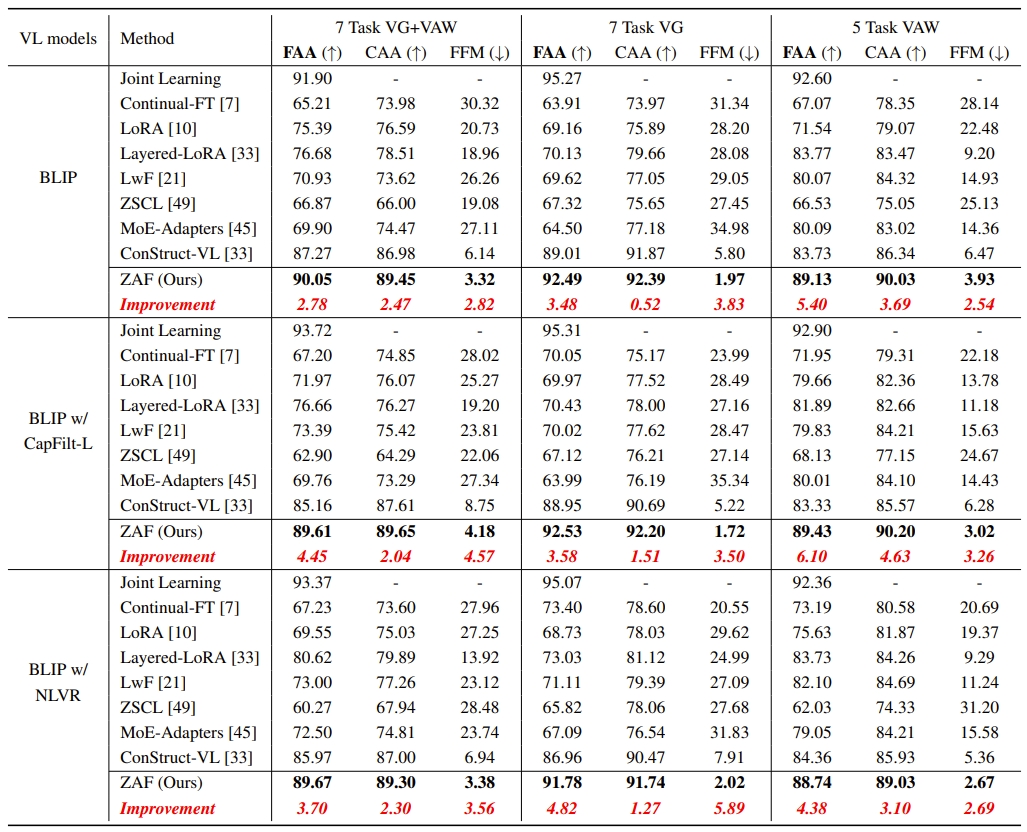 VL models Method 7 Task VG+VAW 7 Task VG 5 Task VAW
FAA (↑) CAA (↑) FFM (↓) FAA (↑) CAA (↑) FFM (↓) FAA (↑) CAA (↑) FFM (↓)
BLIP
Joint Learning 91.90 - - 95.27 - - 92.60 - -
Continual-FT [7] 65.21 73.98 30.32 63.91 73.97 31.34 67.07 78.35 28.14
LoRA [10] 75.39 76.59 20.73 69.16 75.89 28.20 71.54 79.07 22.48
Layered-LoRA [33] 76.68 78.51 18.96 70.13 79.66 28.08 83.77 83.47 9.20
LwF [21] 70.93 73.62 26.26 69.62 77.05 29.05 80.07 84.32 14.93
ZSCL [49] 66.87 66.00 19.08 67.32 75.65 27.45 66.53 75.05 25.13
MoE-Adapters [45] 69.90 74.47 27.11 64.50 77.18 34.98 80.09 83.02 14.36
ConStruct-VL [33] 87.27 86.98 6.14 89.01 91.87 5.80 83.73 86.34 6.47
ZAF (Ours) 90.05 89.45 3.32 92.49 92.39 1.97 89.13 90.03 3.93
Improvement 2.78 2.47 2.82 3.48 0.52 3.83 5.40 3.69 2.54
BLIP w/
CapFilt-L
Joint Learning 93.72 - - 95.31 - - 92.90 - -
Continual-FT [7] 67.20 74.85 28.02 70.05 75.17 23.99 71.95 79.31 22.18
LoRA [10] 71.97 76.07 25.27 69.97 77.52 28.49 79.66 82.36 13.78
Layered-LoRA [33] 76.66 76.27 19.20 70.43 78.00 27.16 81.89 82.66 11.18
LwF [21] 73.39 75.42 23.81 70.02 77.62 28.47 79.83 84.21 15.63
ZSCL [49] 62.90 64.29 22.06 67.12 76.21 27.14 68.13 77.15 24.67
MoE-Adapters [45] 69.76 73.29 27.34 63.99 76.19 35.34 80.01 84.10 14.43
ConStruct-VL [33] 85.16 87.61 8.75 88.95 90.69 5.22 83.33 85.57 6.28
ZAF (Ours) 89.61 89.65 4.18 92.53 92.20 1.72 89.43 90.20 3.02
Improvement 4.45 2.04 4.57 3.58 1.51 3.50 6.10 4.63 3.26
BLIP w/
NLVR
Joint Learning 93.37 - - 95.07 - - 92.36 - -
Continual-FT [7] 67.23 73.60 27.96 73.40 78.60 20.55 73.19 80.58 20.69
LoRA [10] 69.55 75.03 27.25 68.73 78.03 29.62 75.63 81.87 19.37
Layered-LoRA [33] 80.62 79.89 13.92 73.03 81.12 24.99 83.73 84.26 9.29
LwF [21] 73.00 77.26 23.12 71.11 79.39 27.09 82.10 84.69 11.24
ZSCL [49] 60.27 67.94 28.48 65.82 78.06 27.68 62.03 74.33 31.20
MoE-Adapters [45] 72.50 74.81 23.74 67.09 76.54 31.83 79.05 84.21 15.58
ConStruct-VL [33] 85.97 87.00 6.94 86.96 90.47 7.91 84.36 85.93 5.36
ZAF (Ours) 89.67 89.30 3.38 91.78 91.74 2.02 88.74 89.03 2.67
Improvement 3.70 2.30 3.56 4.82 1.27 5.89 4.38 3.10 2.69